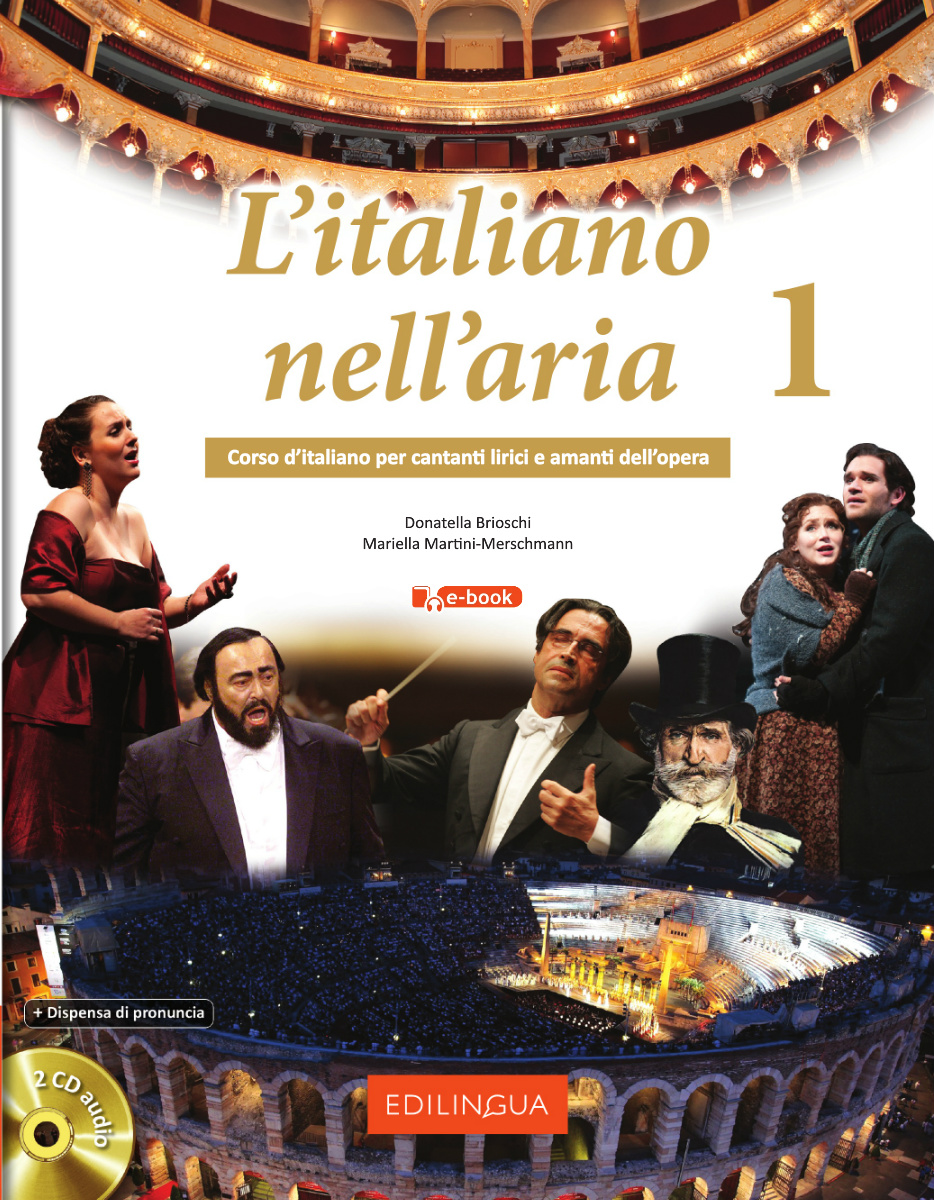 L'italiano
nell'aria
1
Corso d'italiano per cantanti lirici e amanti dell'opera
Donatella Brioschi
Mariella Martini-Merschmann
e-book
+ Dispensa di pronuncia
2 CD audio
EDILINGUA